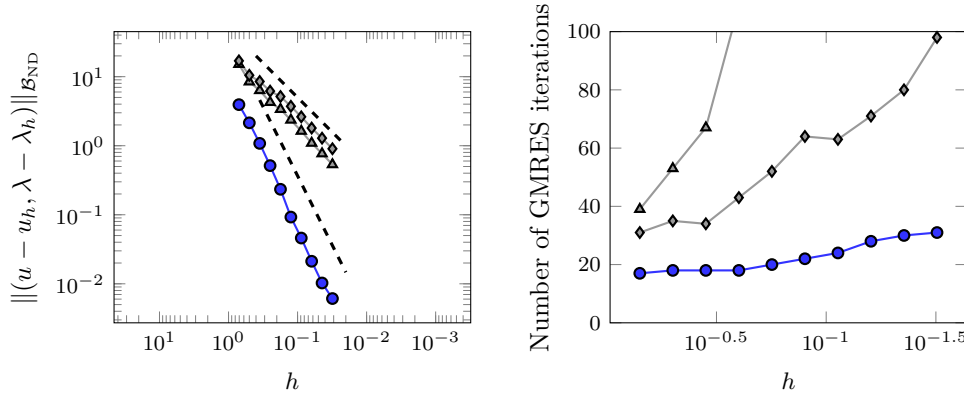 ‖(u − u_h, λ − λ_h)‖_{𝓑_ND}
10^1
10^0
10^−1
10^−2
10^1 10^0 10^−1 10^−2 10^−3
h
Number of GMRES iterations
100
80
60
40
20
0
10^−0.5 10^−1 10^−1.5
h